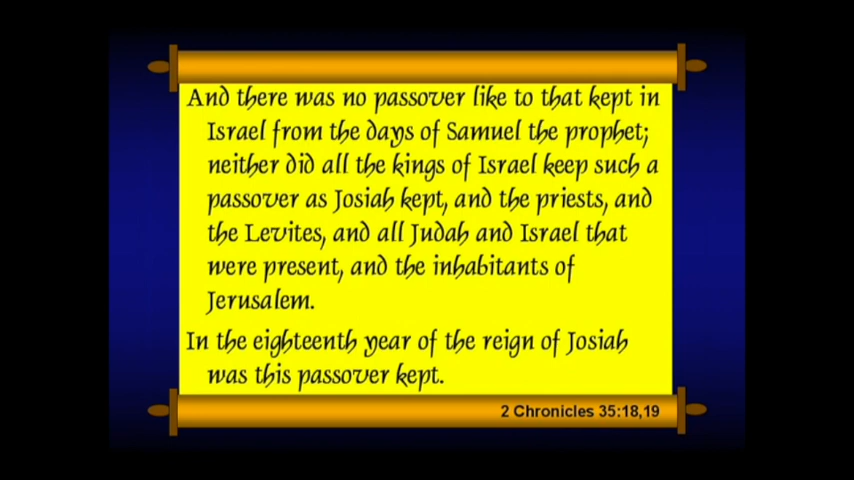 And there was no passover like to that kept in
Israel from the days of Samuel the prophet;
neither did all the kings of Israel keep such a
passover as Josiah kept, and the priests, and
the Levites, and all Judah and Israel that
were present, and the inhabitants of
Jerusalem.
In the eighteenth year of the reign of Josiah
was this passover kept.
2 Chronicles 35:18,19